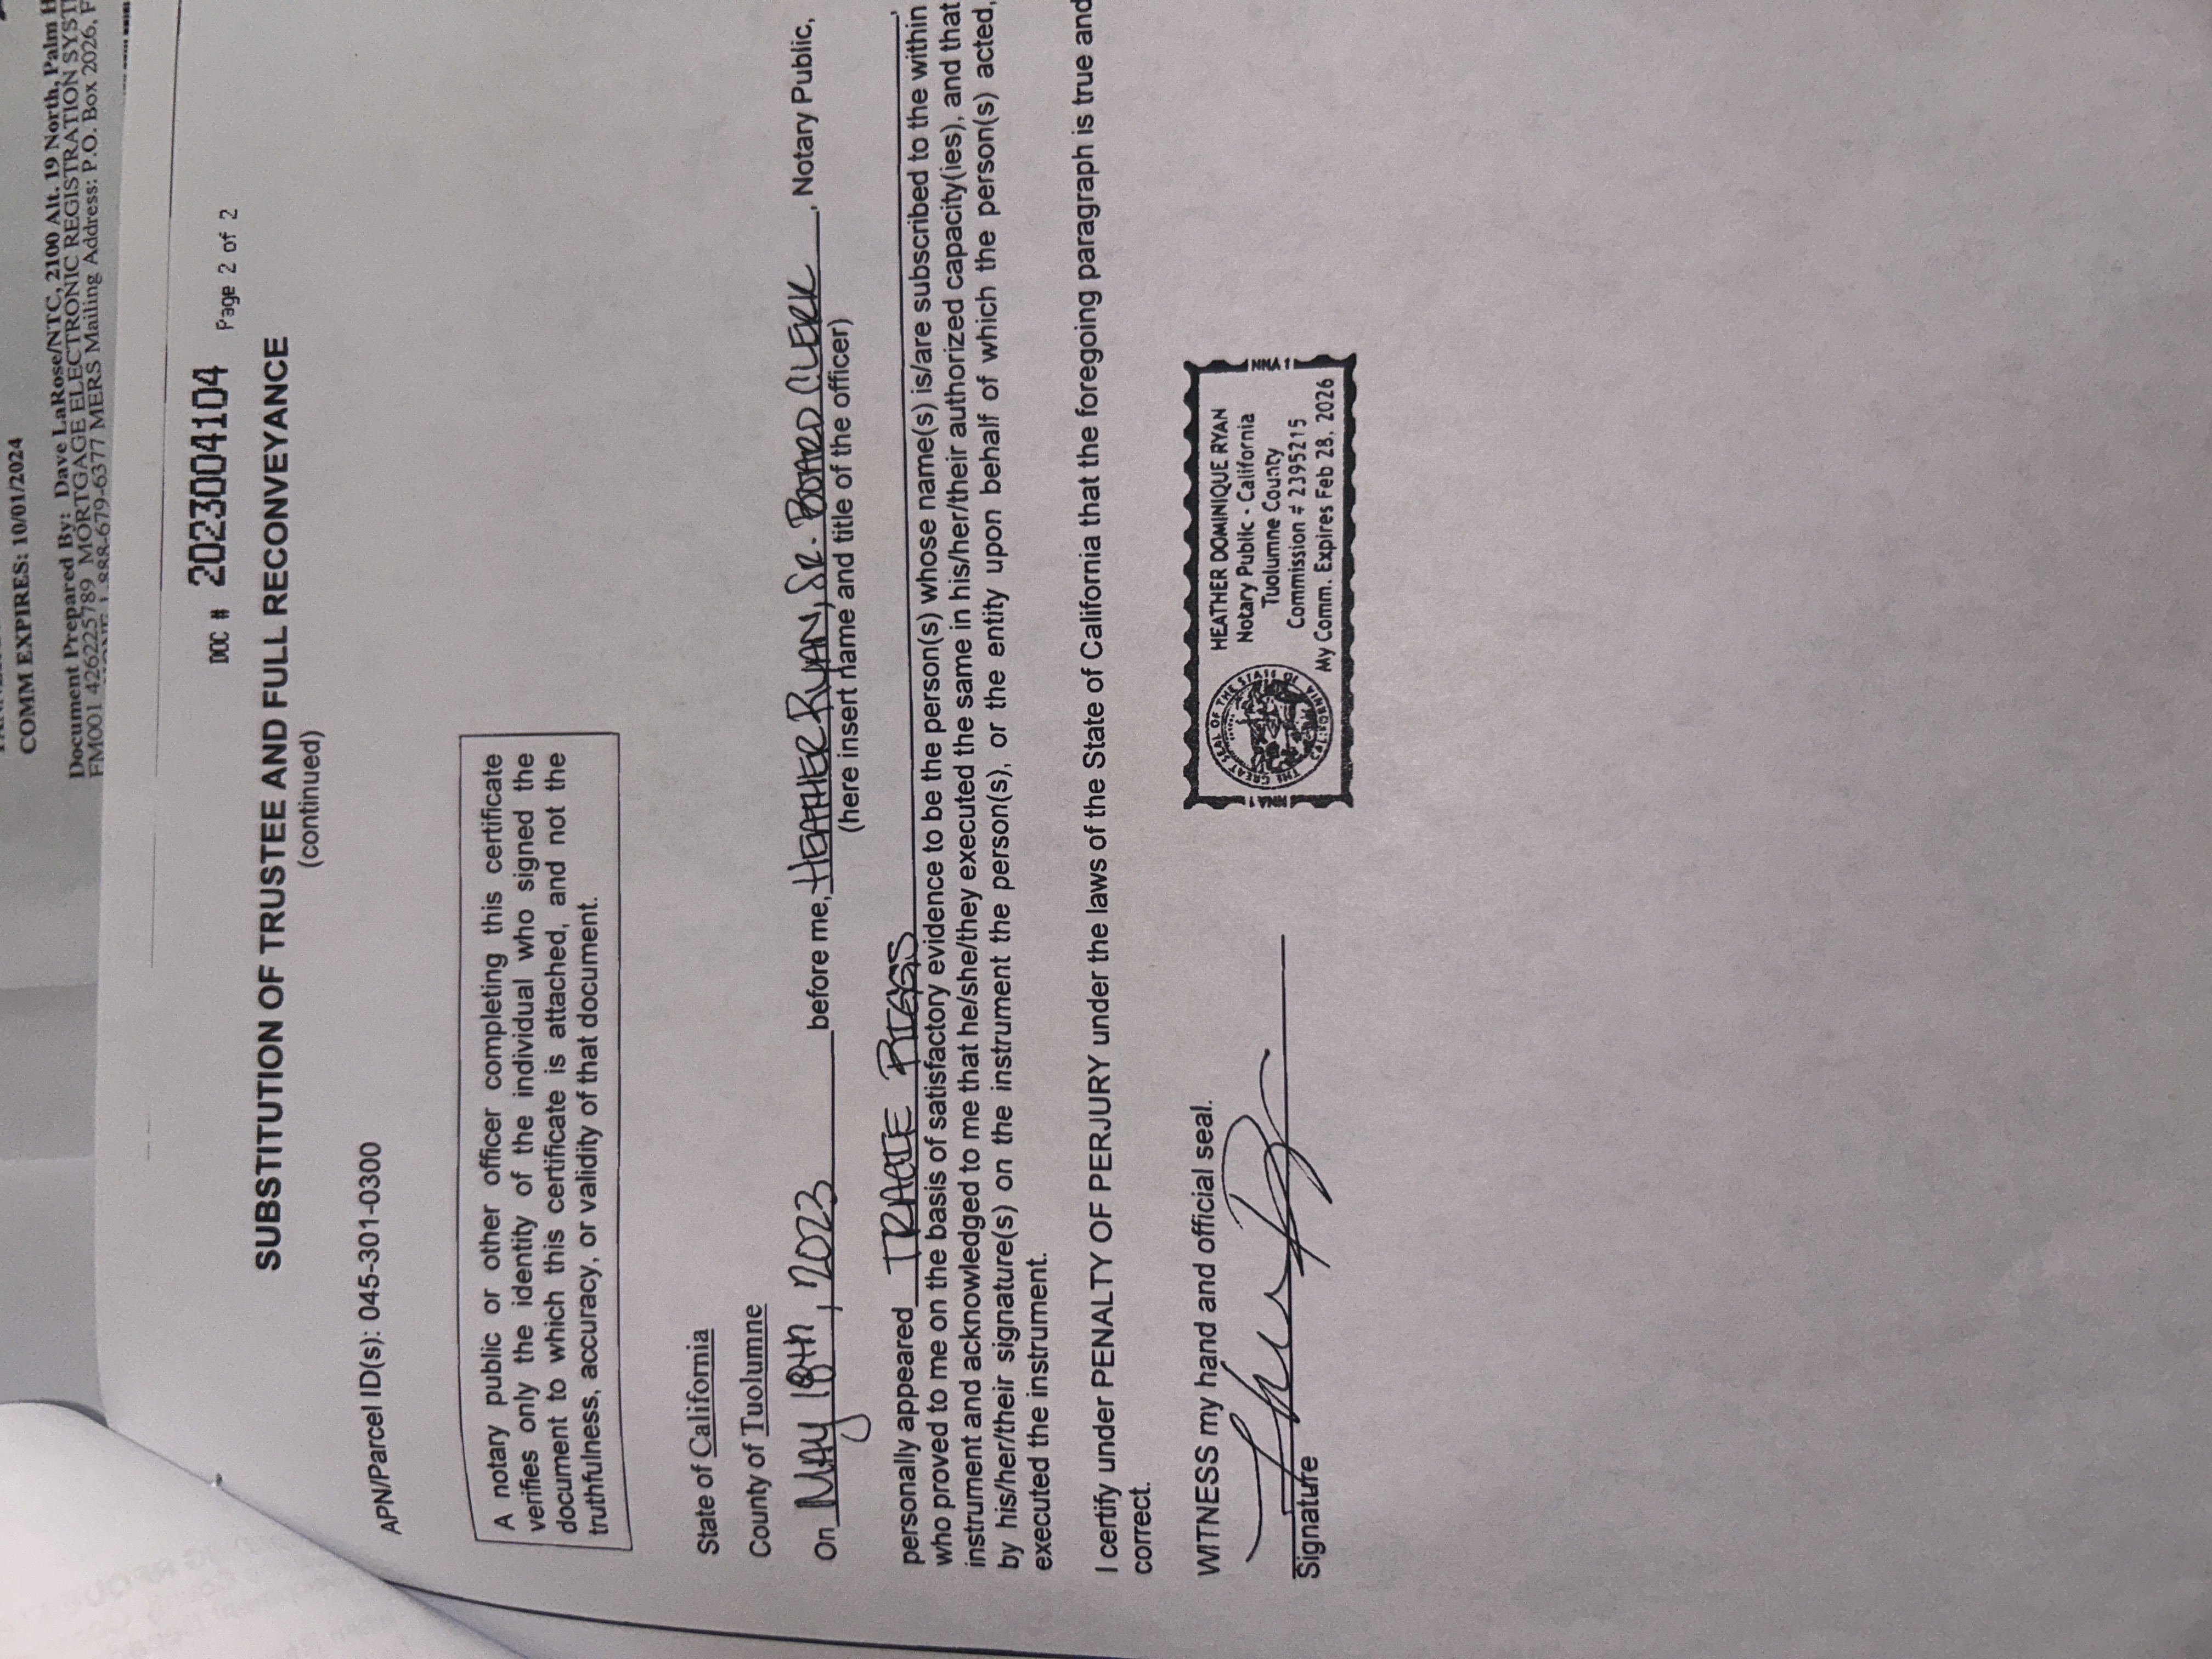 COMM EXPIRES: 10/01/2024
Document Prepared By: Dave LaRose/NTC, 2100 Alt. 19 North, Palm H
FM001 426225789 MORTGAGE ELECTRONIC REGISTRATION SYST
1-888-679-6377 MERS Mailing Address: P.O. Box 2026, F
DOC # 2023004104 Page 2 of 2
SUBSTITUTION OF TRUSTEE AND FULL RECONVEYANCE
(continued)
APN/Parcel ID(s): 045-301-0300
A notary public or other officer completing this certificate
verifies only the identity of the individual who signed the
document to which this certificate is attached, and not the
truthfulness, accuracy, or validity of that document.
State of California
County of Tuolumne
On MAY 18th, 2023 before me, HEATHER RYAN, SR. BOARD CLERK, Notary Public,
(here insert name and title of the officer)
personally appeared TRACIE RIGGS,
who proved to me on the basis of satisfactory evidence to be the person(s) whose name(s) is/are subscribed to the within
instrument and acknowledged to me that he/she/they executed the same in his/her/their authorized capacity(ies), and that
by his/her/their signature(s) on the instrument the person(s), or the entity upon behalf of which the person(s) acted,
executed the instrument.
I certify under PENALTY OF PERJURY under the laws of the State of California that the foregoing paragraph is true and
correct.
WITNESS my hand and official seal.
Signature
THE GREAT SEAL OF THE STATE OF CALIFORNIA
HEATHER DOMINIQUE RYAN
Notary Public - California
Tuolumne County
Commission # 2395215
My Comm. Expires Feb 28, 2026